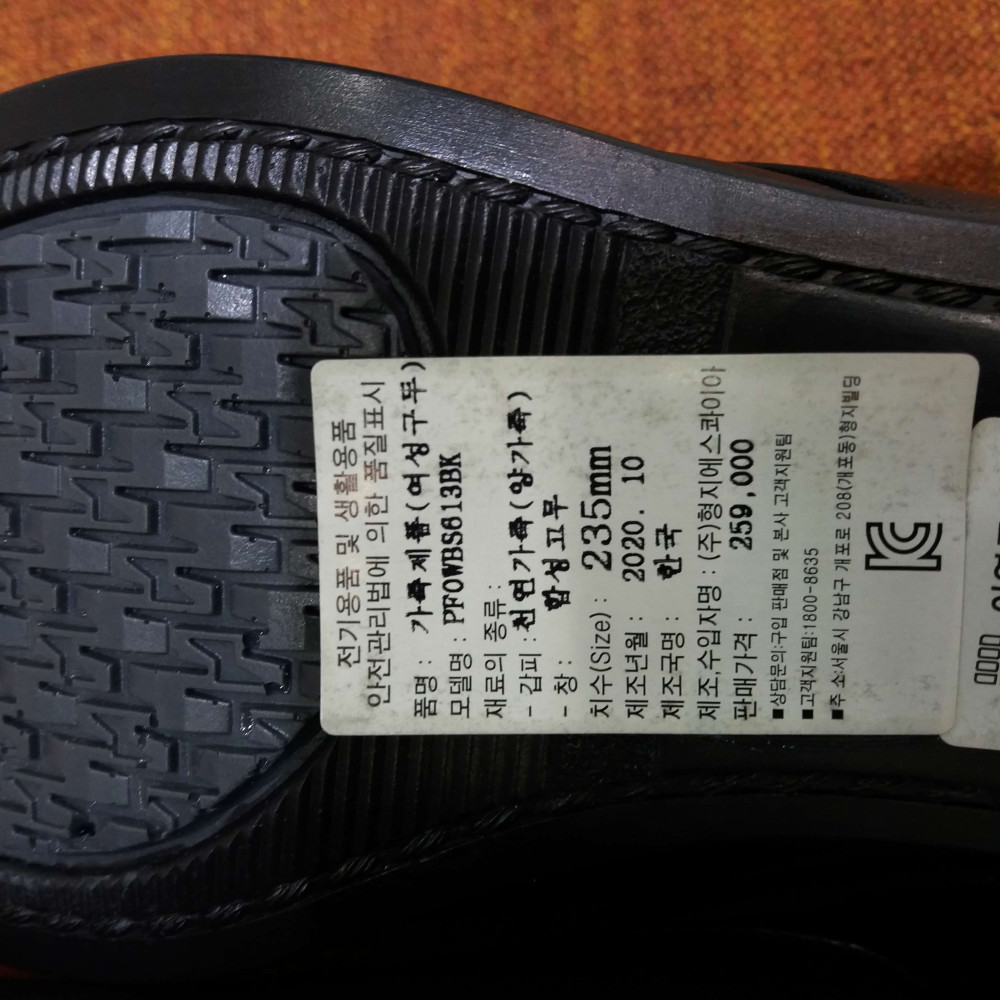 전기용품 및 생활용품
안전관리법에 의한 품질표시
품명 : 가죽제품(여성구두)
모델명 : PF0WBS613BK
재료의 종류 :
- 갑피 : 천연가죽(양가죽)
- 창 : 합성고무
치수(Size) : 235mm
제조년월 : 2020. 10
제조국명 : 한국
제조,수입자명 : (주)형지에스콰이아
판매가격 : 259,000
■상담문의:구입 판매점 및 본사 고객지원팀
■고객지원팀:1800-8635
■주 소:서울시 강남구 개포로 208(개포동)형지빌딩